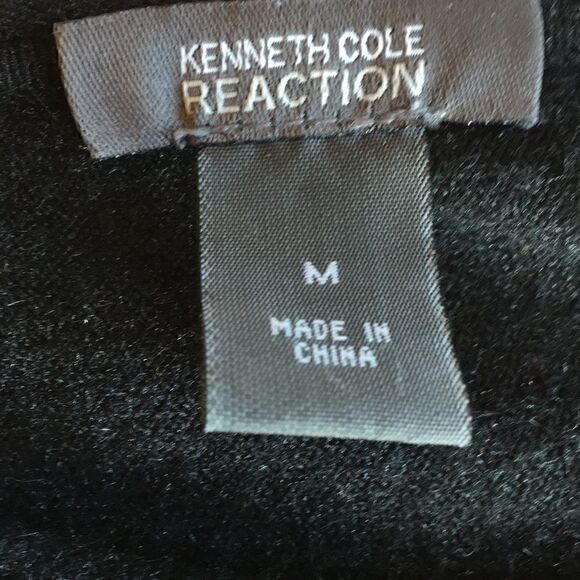 KENNETH COLE
REACTION
M
MADE IN
CHINA